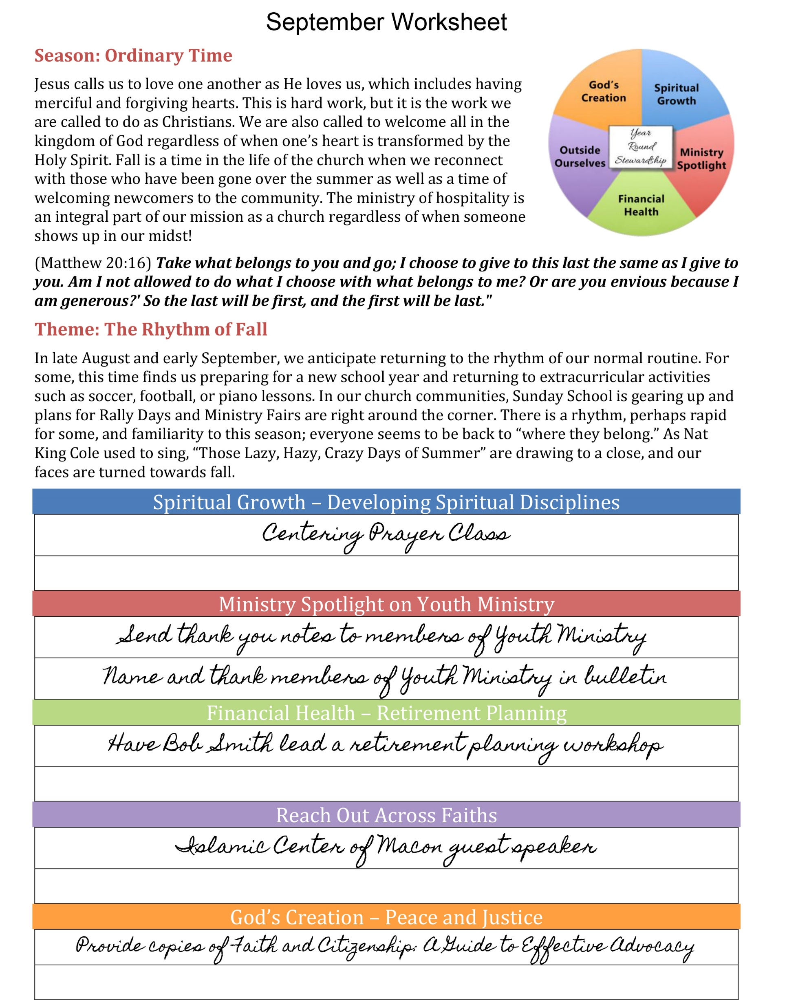 September Worksheet
Season: Ordinary Time
Jesus calls us to love one another as He loves us, which includes having
merciful and forgiving hearts. This is hard work, but it is the work we
are called to do as Christians. We are also called to welcome all in the
kingdom of God regardless of when one’s heart is transformed by the
Holy Spirit. Fall is a time in the life of the church when we reconnect
with those who have been gone over the summer as well as a time of
welcoming newcomers to the community. The ministry of hospitality is
an integral part of our mission as a church regardless of when someone
shows up in our midst!
God’s
Creation
Spiritual
Growth
Year
Round
Stewardship
Outside
Ourselves
Ministry
Spotlight
Financial
Health
(Matthew 20:16) Take what belongs to you and go; I choose to give to this last the same as I give to
you. Am I not allowed to do what I choose with what belongs to me? Or are you envious because I
am generous?' So the last will be first, and the first will be last."
Theme: The Rhythm of Fall
In late August and early September, we anticipate returning to the rhythm of our normal routine. For
some, this time finds us preparing for a new school year and returning to extracurricular activities
such as soccer, football, or piano lessons. In our church communities, Sunday School is gearing up and
plans for Rally Days and Ministry Fairs are right around the corner. There is a rhythm, perhaps rapid
for some, and familiarity to this season; everyone seems to be back to “where they belong.” As Nat
King Cole used to sing, “Those Lazy, Hazy, Crazy Days of Summer” are drawing to a close, and our
faces are turned towards fall.
Spiritual Growth – Developing Spiritual Disciplines
Centering Prayer Class
Ministry Spotlight on Youth Ministry
Send thank you notes to members of Youth Ministry
Name and thank members of Youth Ministry in bulletin
Financial Health – Retirement Planning
Have Bob Smith lead a retirement planning workshop
Reach Out Across Faiths
Islamic Center of Macon guest speaker
God’s Creation – Peace and Justice
Provide copies of Faith and Citizenship: A Guide to Effective Advocacy